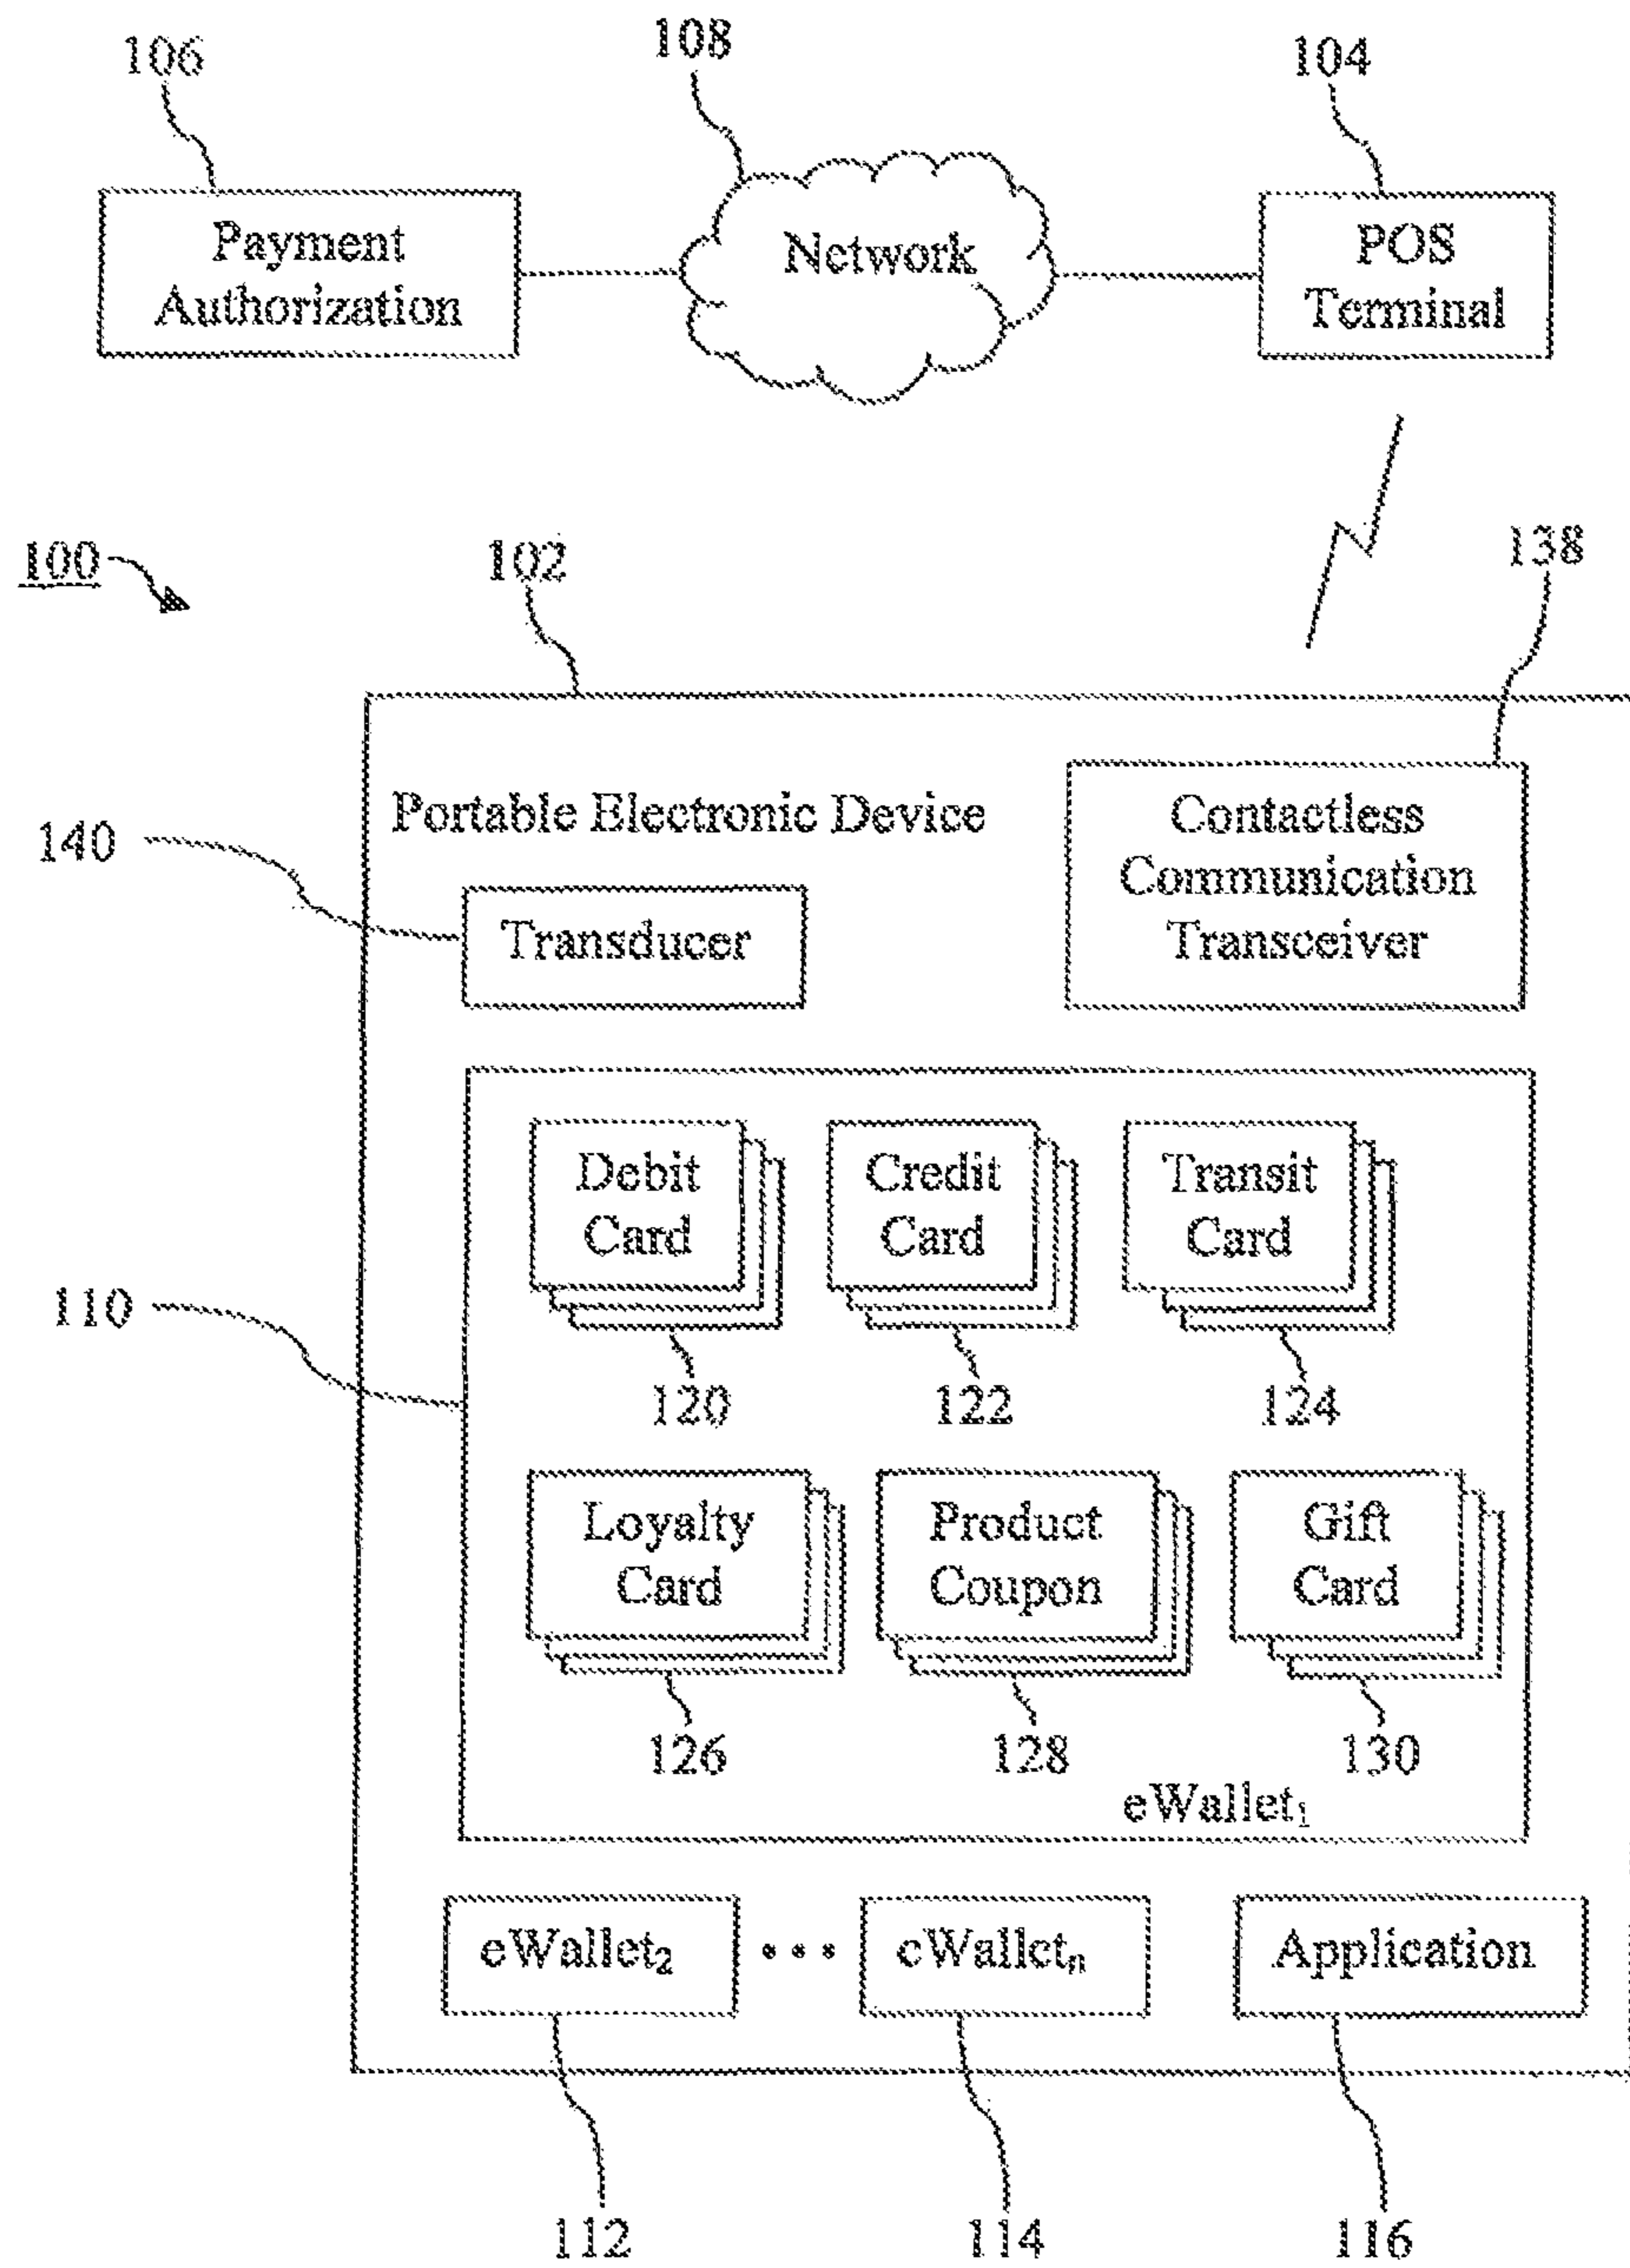 106
108
104
Payment
Authorization
Network
POS
Terminal
100
102
138
Portable Electronic Device
Contactless
Communication
Transceiver
140
Transducer
Debit
Card
Credit
Card
Transit
Card
110
120
122
124
Loyalty
Card
Product
Coupon
Gift
Card
126
128
130
eWallet₁
eWallet₂
•••
eWalletₙ
Application
112
114
116